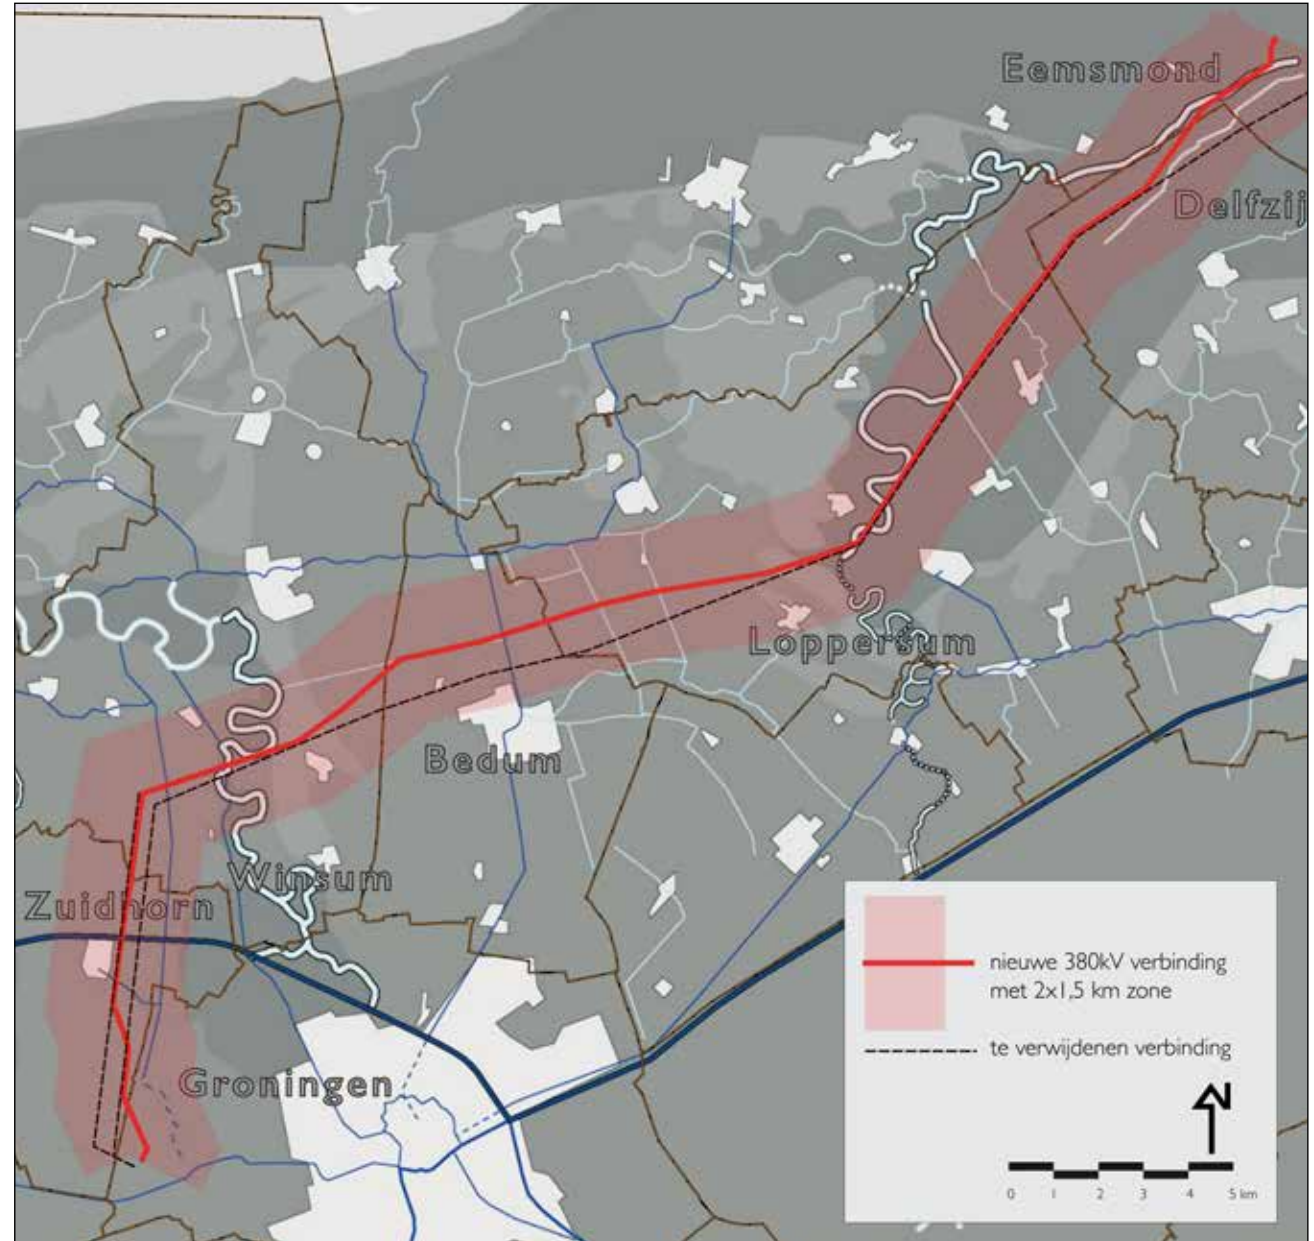 Eemsmond
Delfzij
Loppersum
Bedum
Winsum
Zuidhorn
Groningen
nieuwe 380kV verbinding
met 2x1,5 km zone
te verwijdenen verbinding
N
0 1 2 3 4 5 km